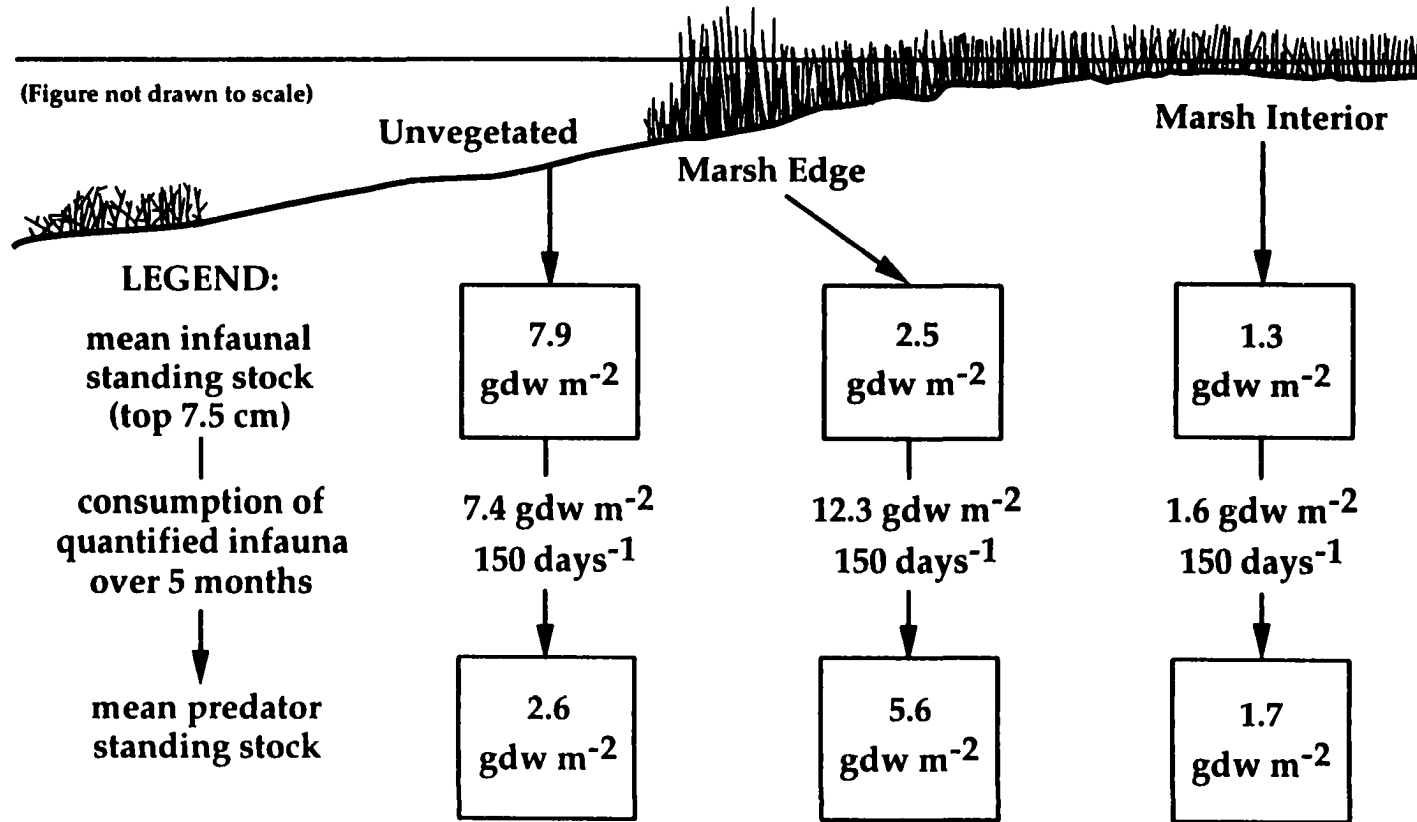 (Figure not drawn to scale)
Unvegetated
Marsh Edge
Marsh Interior
LEGEND:
mean infaunal
standing stock
(top 7.5 cm)
consumption of
quantified infauna
over 5 months
mean predator
standing stock
7.9
gdw m⁻²
7.4 gdw m⁻²
150 days⁻¹
2.6
gdw m⁻²
2.5
gdw m⁻²
12.3 gdw m⁻²
150 days⁻¹
5.6
gdw m⁻²
1.3
gdw m⁻²
1.6 gdw m⁻²
150 days⁻¹
1.7
gdw m⁻²